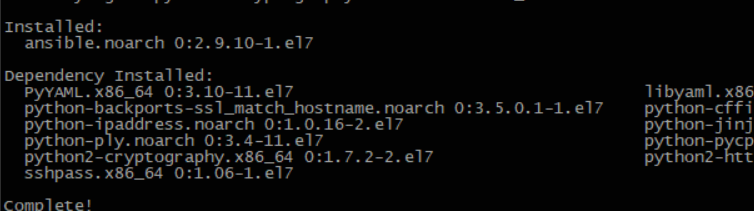 Installed:
ansible.noarch 0:2.9.10-1.el7
Dependency Installed:
PyYAML.x86_64 0:3.10-11.el7 libyaml.x86
python-backports-ssl_match_hostname.noarch 0:3.5.0.1-1.el7 python-cffi
python-ipaddress.noarch 0:1.0.16-2.el7 python-jinj
python-ply.noarch 0:3.4-11.el7 python-pycp
python2-cryptography.x86_64 0:1.7.2-2.el7 python2-htt
sshpass.x86_64 0:1.06-1.el7
Complete!